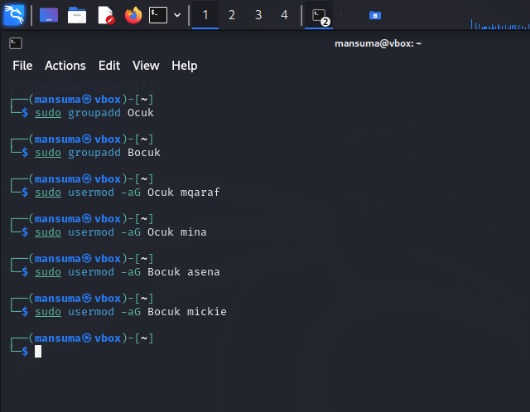 1 2 3 4 2
mansuma@vbox: ~
File Actions Edit View Help
┌──(mansuma㉿vbox)-[~]
└─$ sudo groupadd Ocuk
┌──(mansuma㉿vbox)-[~]
└─$ sudo groupadd Bocuk
┌──(mansuma㉿vbox)-[~]
└─$ sudo usermod -aG Ocuk mqaraf
┌──(mansuma㉿vbox)-[~]
└─$ sudo usermod -aG Ocuk mina
┌──(mansuma㉿vbox)-[~]
└─$ sudo usermod -aG Bocuk asena
┌──(mansuma㉿vbox)-[~]
└─$ sudo usermod -aG Bocuk mickie
┌──(mansuma㉿vbox)-[~]
└─$